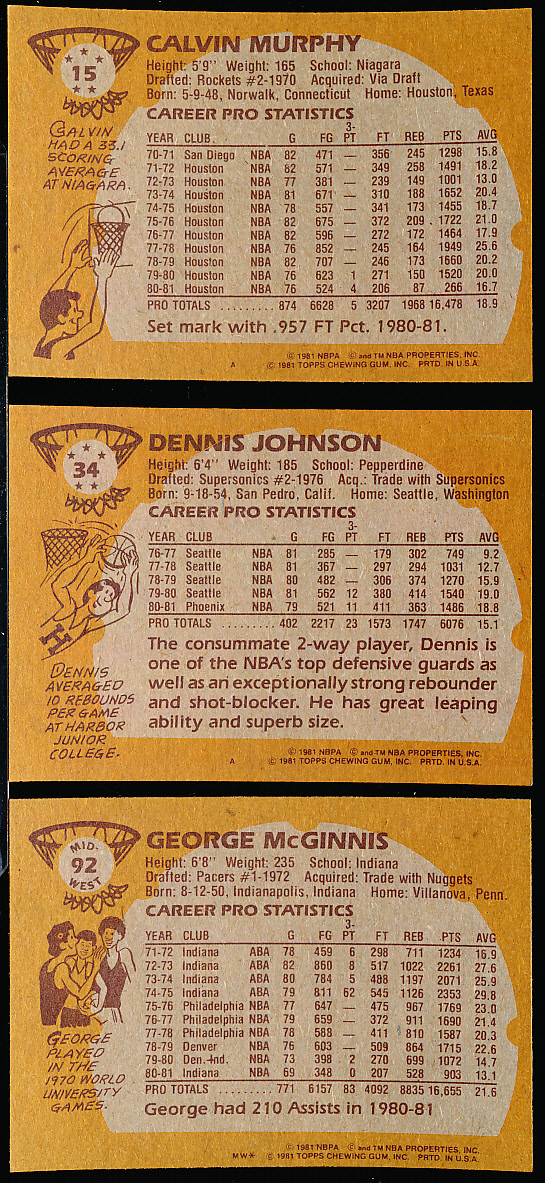 15
CALVIN MURPHY
Height: 5'9" Weight: 165 School: Niagara
Drafted: Rockets #2-1970 Acquired: Via Draft
Born: 5-9-48, Norwalk, Connecticut Home: Houston, Texas
CALVIN
HAD A 33.1
SCORING
AVERAGE
AT NIAGARA.
CAREER PRO STATISTICS
YEAR CLUB G FG 3-PT FT REB PTS AVG
70-71 San Diego NBA 82 471 — 356 245 1298 15.8
71-72 Houston NBA 82 571 — 349 258 1491 18.2
72-73 Houston NBA 77 381 — 239 149 1001 13.0
73-74 Houston NBA 81 671 — 310 188 1652 20.4
74-75 Houston NBA 78 557 — 341 173 1455 18.7
75-76 Houston NBA 82 675 — 372 209 1722 21.0
76-77 Houston NBA 82 596 — 272 172 1464 17.9
77-78 Houston NBA 76 852 — 245 164 1949 25.6
78-79 Houston NBA 82 707 — 246 173 1660 20.2
79-80 Houston NBA 76 623 1 271 150 1520 20.0
80-81 Houston NBA 76 524 4 206 87 266 16.7
PRO TOTALS ......... 874 6628 5 3207 1968 16,478 18.9
Set mark with .957 FT Pct. 1980-81.
© 1981 NBPA © and TM NBA PROPERTIES, INC.
A © 1981 TOPPS CHEWING GUM, INC. PRTD. IN U.S.A.
34
DENNIS JOHNSON
Height: 6'4" Weight: 185 School: Pepperdine
Drafted: Supersonics #2-1976 Acq.: Trade with Supersonics
Born: 9-18-54, San Pedro, Calif. Home: Seattle, Washington
CAREER PRO STATISTICS
YEAR CLUB G FG 3-PT FT REB PTS AVG
76-77 Seattle NBA 81 285 — 179 302 749 9.2
77-78 Seattle NBA 81 367 — 297 294 1031 12.7
78-79 Seattle NBA 80 482 — 306 374 1270 15.9
79-80 Seattle NBA 81 562 12 380 414 1540 19.0
80-81 Phoenix NBA 79 521 11 411 363 1486 18.8
PRO TOTALS ......... 402 2217 23 1573 1747 6076 15.1
DENNIS
AVERAGED
10 REBOUNDS
PER GAME
AT HARBOR
JUNIOR
COLLEGE.
The consummate 2-way player, Dennis is
one of the NBA's top defensive guards as
well as an exceptionally strong rebounder
and shot-blocker. He has great leaping
ability and superb size.
© 1981 NBPA © and TM NBA PROPERTIES, INC.
A © 1981 TOPPS CHEWING GUM, INC. PRTD. IN U.S.A.
MID-
92
WEST
GEORGE McGINNIS
Height: 6'8" Weight: 235 School: Indiana
Drafted: Pacers #1-1972 Acquired: Trade with Nuggets
Born: 8-12-50, Indianapolis, Indiana Home: Villanova, Penn.
CAREER PRO STATISTICS
YEAR CLUB G FG 3-PT FT REB PTS AVG
71-72 Indiana ABA 78 459 6 298 711 1234 16.9
72-73 Indiana ABA 82 860 8 517 1022 2261 27.6
73-74 Indiana ABA 80 784 5 488 1197 2071 25.9
74-75 Indiana ABA 79 811 62 545 1126 2353 29.8
75-76 Philadelphia NBA 77 647 — 475 967 1769 23.0
76-77 Philadelphia NBA 79 659 — 372 911 1690 21.4
77-78 Philadelphia NBA 78 588 — 411 810 1587 20.3
78-79 Denver NBA 76 603 — 509 864 1715 22.6
79-80 Den.-Ind. NBA 73 398 2 270 699 1072 14.7
80-81 Indiana NBA 69 348 0 207 528 903 13.1
PRO TOTALS ......... 771 6157 83 4092 8835 16,655 21.6
GEORGE
PLAYED
IN THE
1970 WORLD
UNIVERSITY
GAMES.
George had 210 Assists in 1980-81
© 1981 NBPA © and TM NBA PROPERTIES, INC.
MW* © 1981 TOPPS CHEWING GUM, INC. PRTD. IN U.S.A.